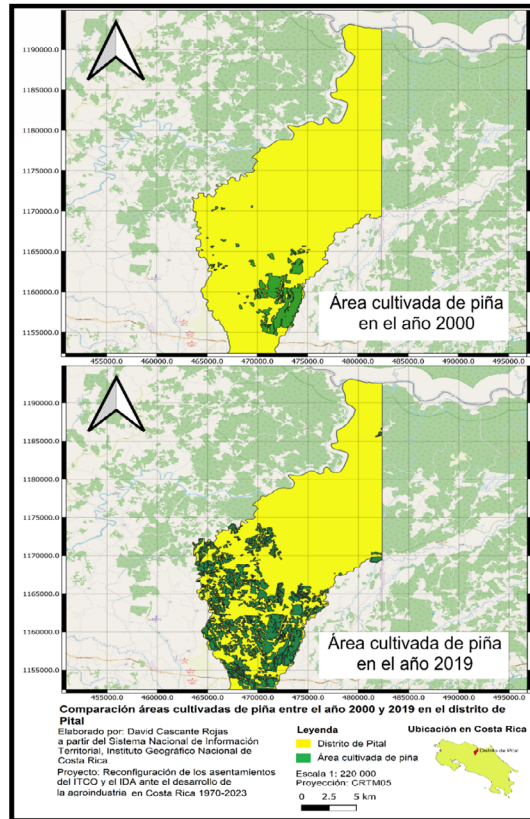 1190000.0
1185000.0
1180000.0
1175000.0
1170000.0
1165000.0
1160000.0
1155000.0
Área cultivada de piña
en el año 2000
455000.0 460000.0 465000.0 470000.0 475000.0 480000.0 485000.0 490000.0 495000.0
1190000.0
1185000.0
1180000.0
1175000.0
1170000.0
1165000.0
1160000.0
1155000.0
Área cultivada de piña
en el año 2019
455000.0 460000.0 465000.0 470000.0 475000.0 480000.0 485000.0 490000.0 495000.0
Comparación áreas cultivadas de piña entre el año 2000 y 2019 en el distrito de
Pital
Elaborado por: David Cascante Rojas
a partir del Sistema Nacional de Información
Territorial, Instituto Geográfico Nacional de
Costa Rica.
Proyecto: Reconfiguración de los asentamientos
del ITCO y el IDA ante el desarrollo de
la agroindustria en Costa Rica 1970-2023
Leyenda
Distrito de Pital
Área cultivada de piña
Escala 1: 220 000
Proyección: CRTM05
0 2.5 5 km
Ubicación en Costa Rica
Distrito de Pital